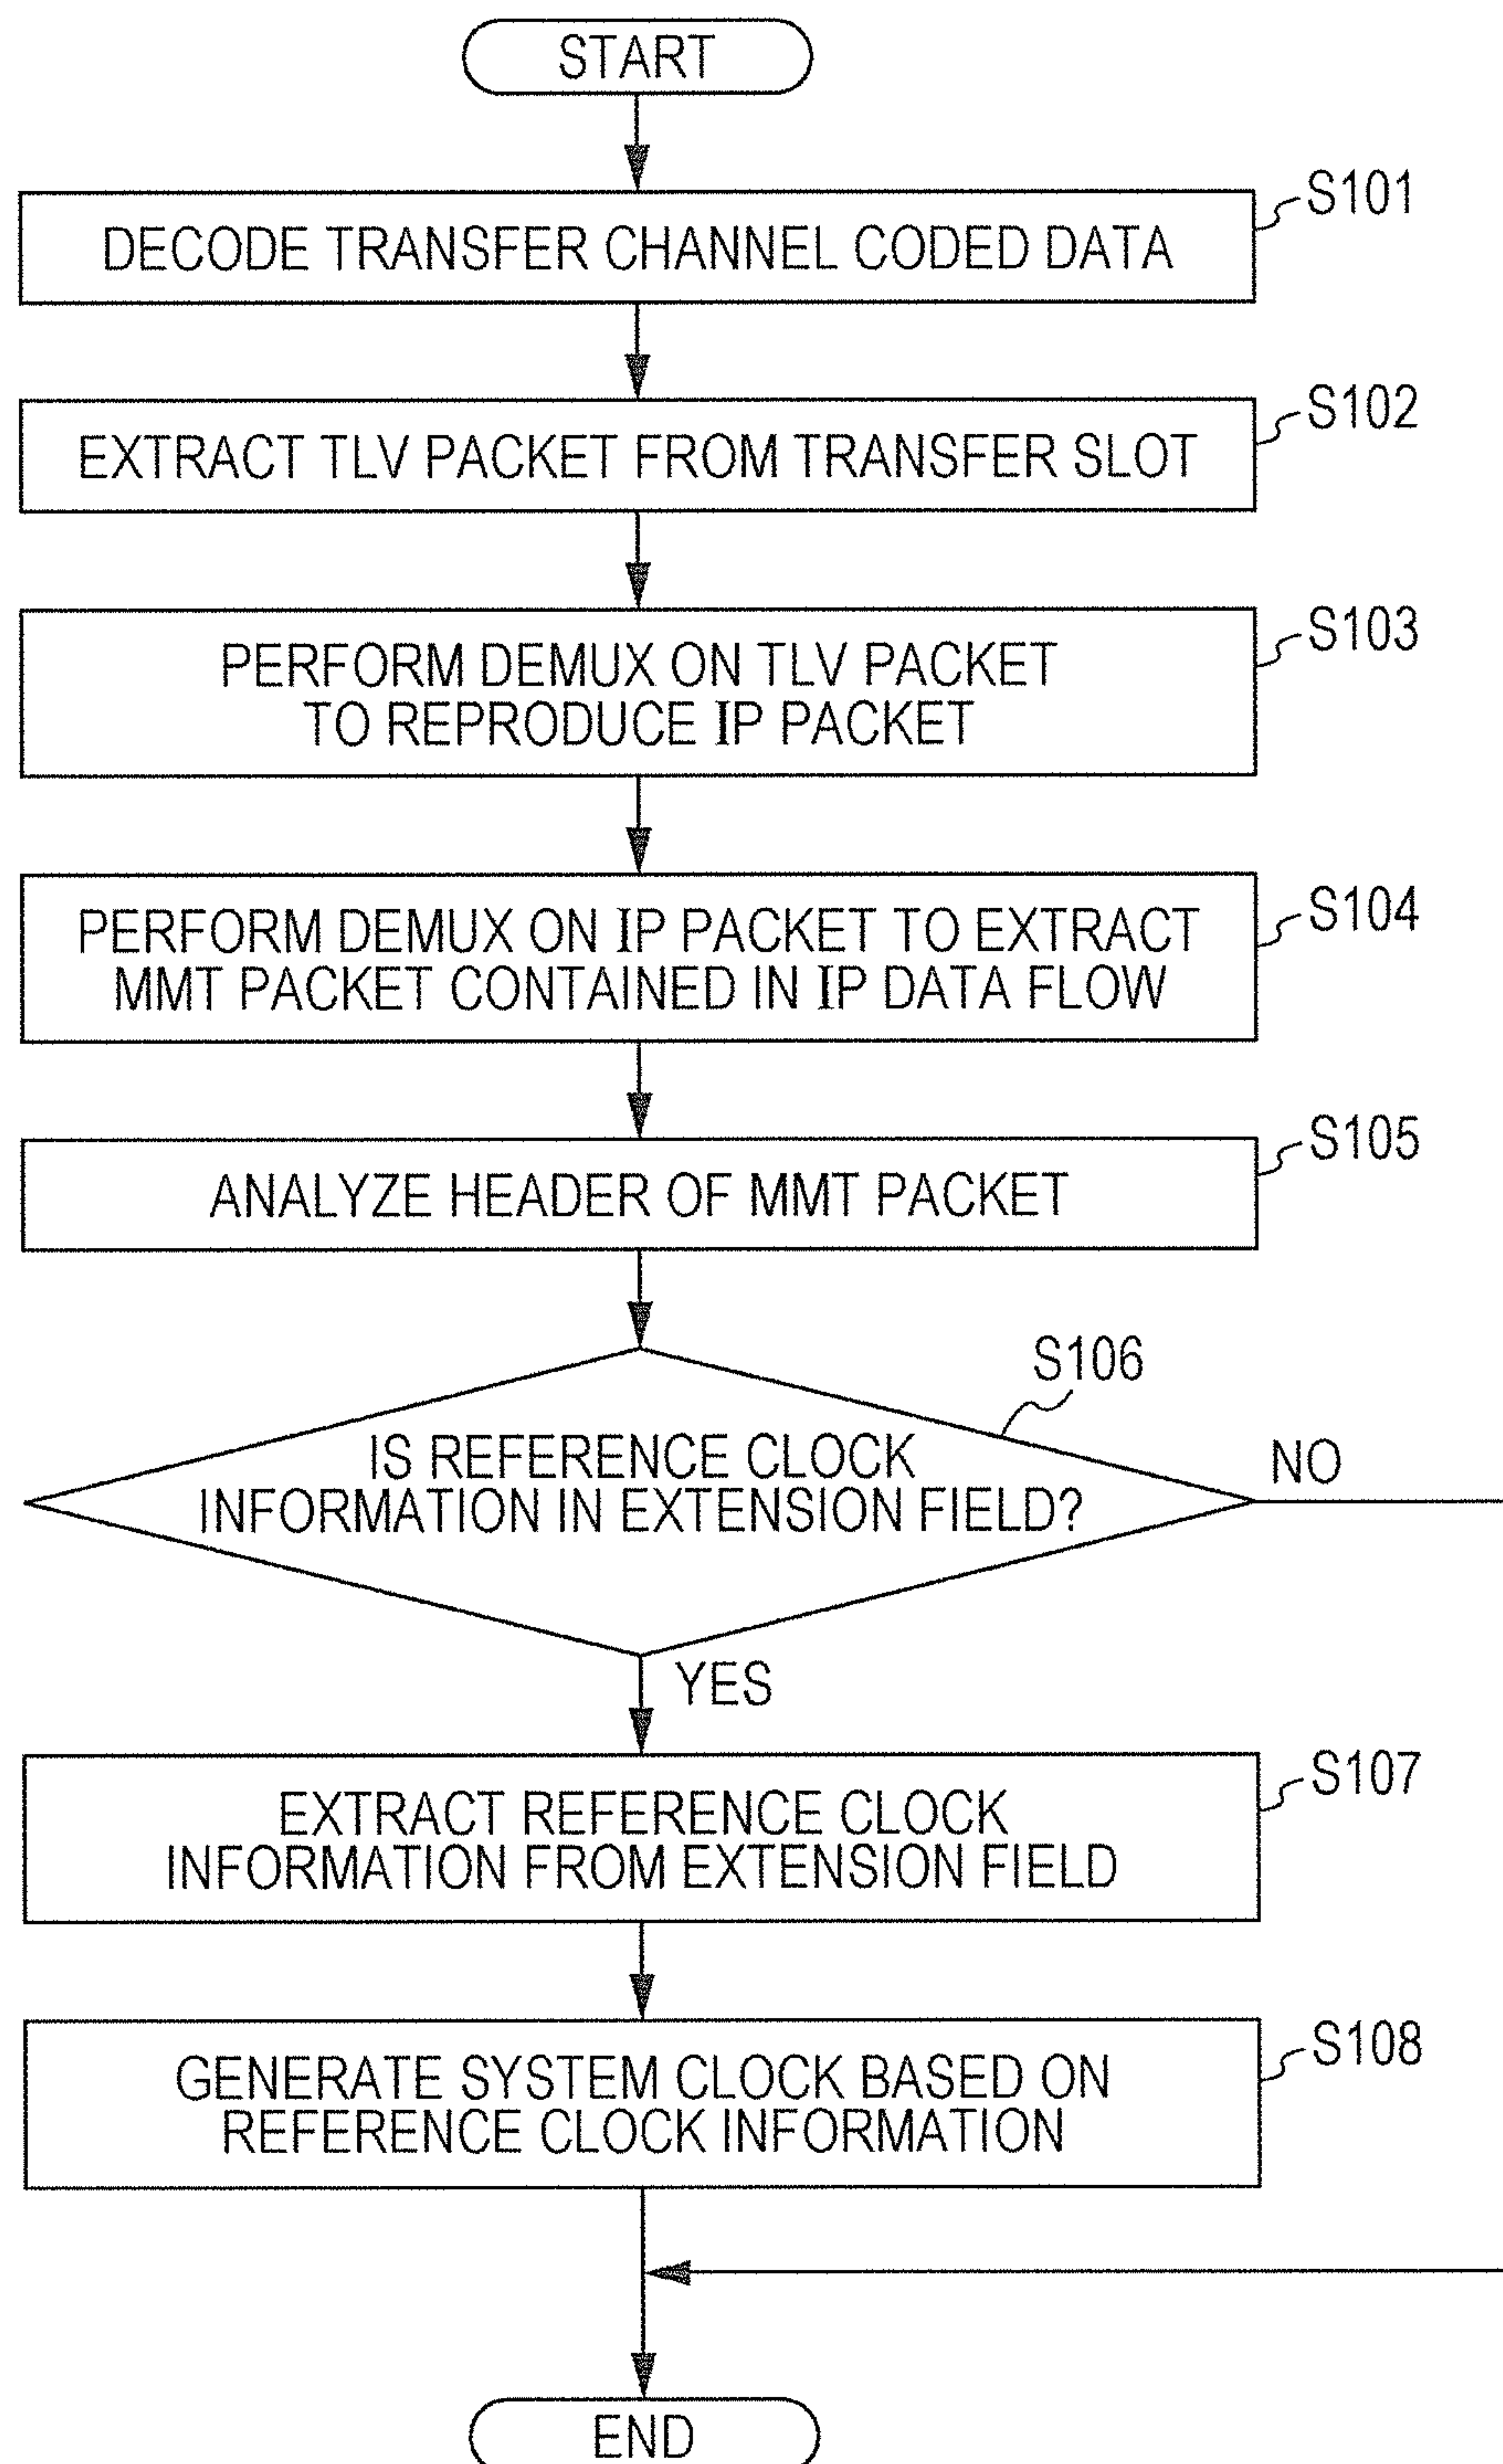 START
S101
DECODE TRANSFER CHANNEL CODED DATA
S102
EXTRACT TLV PACKET FROM TRANSFER SLOT
S103
PERFORM DEMUX ON TLV PACKET
TO REPRODUCE IP PACKET
S104
PERFORM DEMUX ON IP PACKET TO EXTRACT
MMT PACKET CONTAINED IN IP DATA FLOW
S105
ANALYZE HEADER OF MMT PACKET
S106
IS REFERENCE CLOCK
INFORMATION IN EXTENSION FIELD?
NO
YES
S107
EXTRACT REFERENCE CLOCK
INFORMATION FROM EXTENSION FIELD
S108
GENERATE SYSTEM CLOCK BASED ON
REFERENCE CLOCK INFORMATION
END